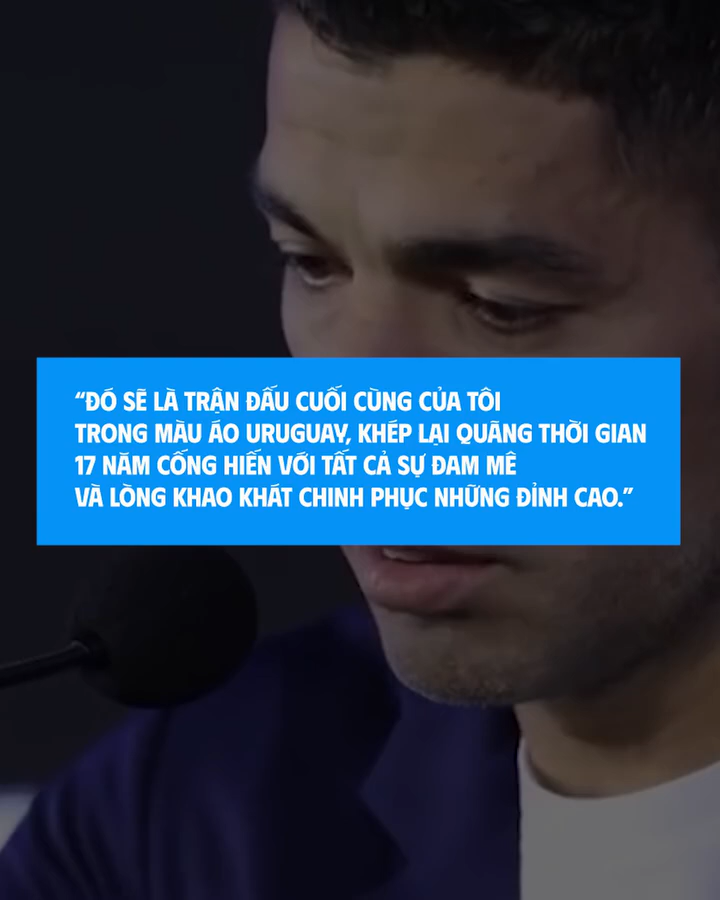 “ĐÓ SẼ LÀ TRẬN ĐẤU CUỐI CÙNG CỦA TÔI
TRONG MÀU ÁO URUGUAY, KHÉP LẠI QUÃNG THỜI GIAN
17 NĂM CỐNG HIẾN VỚI TẤT CẢ SỰ ĐAM MÊ
VÀ LÒNG KHAO KHÁT CHINH PHỤC NHỮNG ĐỈNH CAO.”